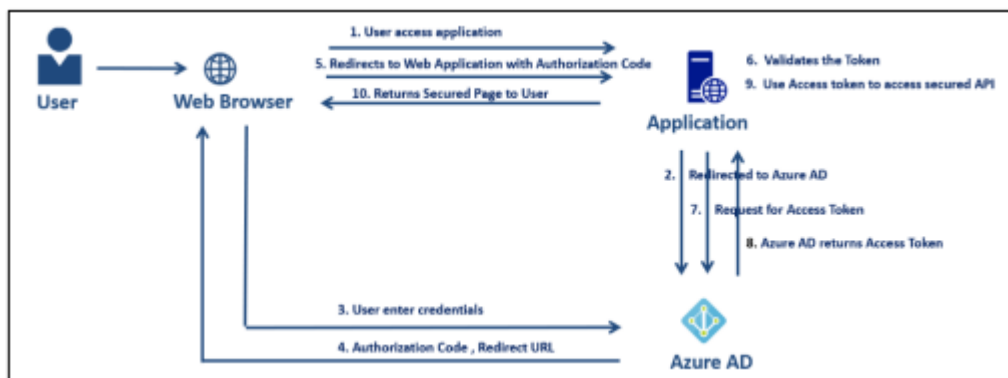 1. User access application
5. Redirects to Web Application with Authorization Code
6. Validates the Token
9. Use Access token to access secured API
10. Returns Secured Page to User
User
Web Browser
Application
2. Redirected to Azure AD
7. Request for Access Token
8. Azure AD returns Access Token
3. User enter credentials
4. Authorization Code , Redirect URL
Azure AD